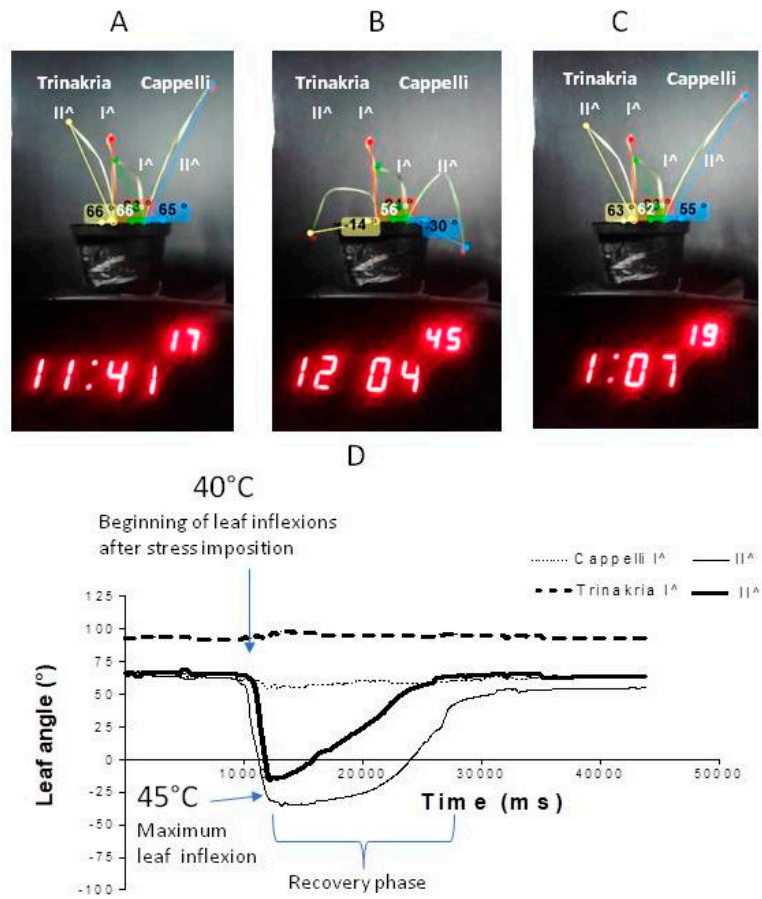 A B C
Trinakria Cappelli
II^ I^
I^ II^
66° 66 65 °
11:41 17
Trinakria Cappelli
II^ I^
I^ II^
-14 56 -30 °
12 04 45
Trinakria Cappelli
II^ I^
I^ II^
63 ° 62 55 °
1:07 19
D
40°C
Beginning of leaf inflexions
after stress imposition
Cappelli I^ II^
Trinakria I^ II^
125
100
75
50
25
0
-25
-50
-75
-100
Leaf angle (°)
10000 20000 30000 40000 50000
Time (ms)
45°C
Maximum
leaf inflexion
Recovery phase